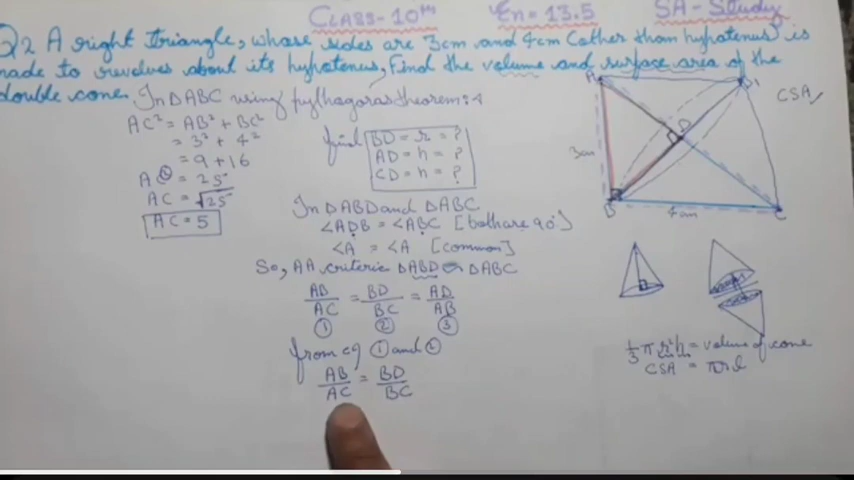 CLASS-10th Ex = 13.5 SA-Study
Q2 A right triangle, whose sides are 3cm and 4cm (other than hypotenus) is
made to revolves about its hypotenus, Find the volume and surface area of the
double cone.
In ΔABC using pythagoras theorem:-
AC² = AB² + BC²
= 3² + 4²
= 9 + 16
AC² = 25
AC = √25
AC = 5
find BD = r = ?
AD = h = ?
CD = h = ?
In ΔABD and ΔABC
∠ADB = ∠ABC [both are 90°]
∠A = ∠A [common]
So, AA criteria ΔABD ~ ΔABC
AB/AC = BD/BC = AD/AB
① ② ③
from eq ① and ②
AB/AC = BD/BC
A
B'
CSA ✓
D
3cm
B
4cm
C
1/3 πr²h = volume of cone
CSA = πrl